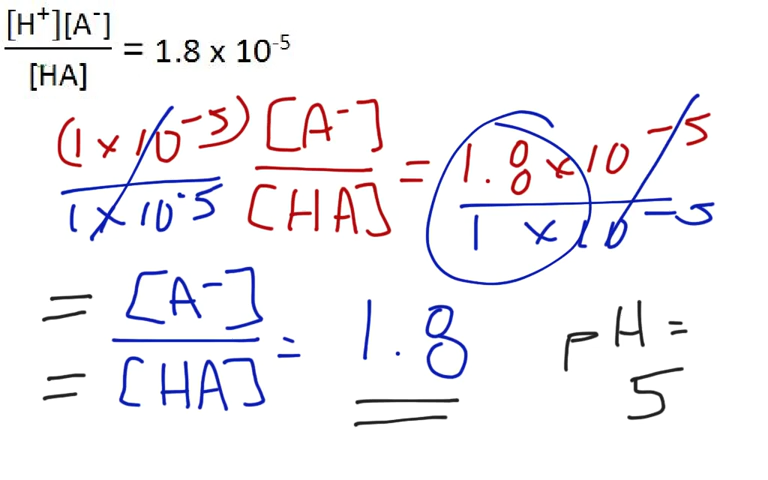 [H⁺][A⁻]
[HA]
= 1.8 x 10⁻⁵
(1 × 10⁻⁵) [A⁻] = 1.8 × 10⁻⁵
1 × 10⁻⁵ [HA] 1 × 10⁻⁵
= [A⁻] = 1.8
= [HA]
pH =
5